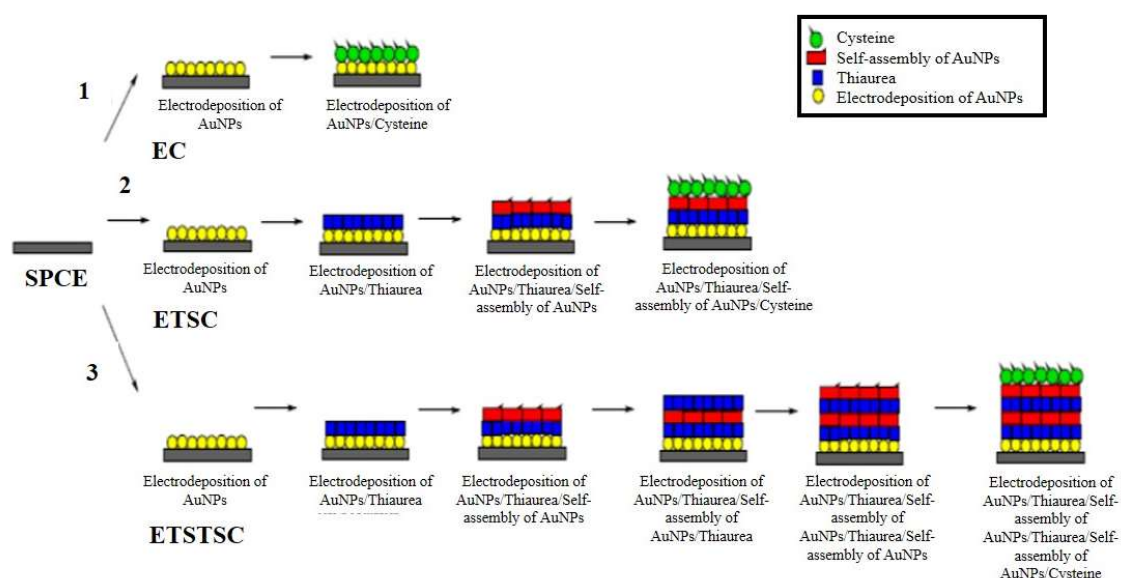 Cysteine
Self-assembly of AuNPs
Thiaurea
Electrodeposition of AuNPs
1
Electrodeposition of
AuNPs
Electrodeposition of
AuNPs/Cysteine
EC
2
SPCE
Electrodeposition of
AuNPs
Electrodeposition of
AuNPs/Thiaurea
Electrodeposition of
AuNPs/Thiaurea/Self-
assembly of AuNPs
Electrodeposition of
AuNPs/Thiaurea/Self-
assembly of AuNPs/Cysteine
ETSC
3
Electrodeposition of
AuNPs
Electrodeposition of
AuNPs/Thiaurea
Electrodeposition of
AuNPs/Thiaurea/Self-
assembly of AuNPs
Electrodeposition of
AuNPs/Thiaurea/Self-
assembly of
AuNPs/Thiaurea
Electrodeposition of
AuNPs/Thiaurea/Self-
assembly of
AuNPs/Thiaurea/Self-
assembly of AuNPs
Electrodeposition of
AuNPs/Thiaurea/Self-
assembly of
AuNPs/Thiaurea/Self-
assembly of
AuNPs/Cysteine
ETSTSC